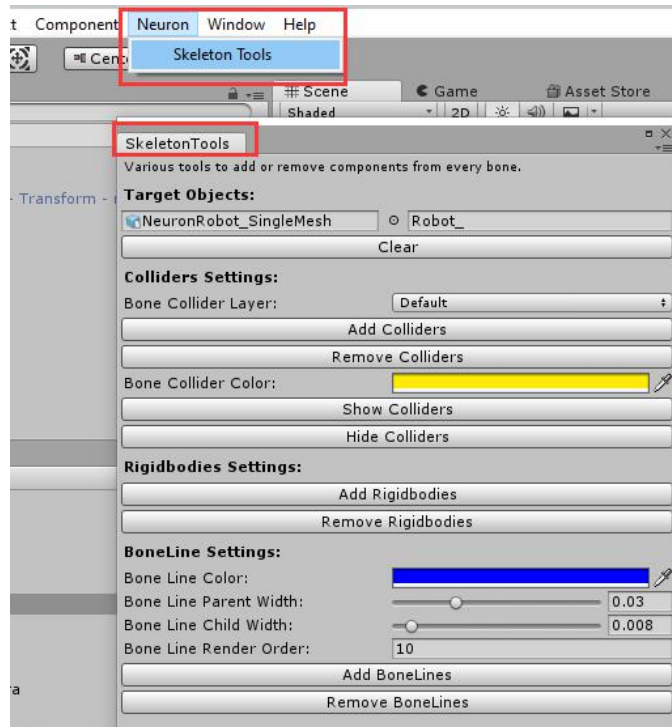 t Component Neuron Window Help
Skeleton Tools
Cent
Scene Game Asset Store
Shaded 2D
SkeletonTools
Various tools to add or remove components from every bone.
- Transform - r
Target Objects:
NeuronRobot_SingleMesh Robot_
Clear
Colliders Settings:
Bone Collider Layer: Default
Add Colliders
Remove Colliders
Bone Collider Color:
Show Colliders
Hide Colliders
Rigidbodies Settings:
Add Rigidbodies
Remove Rigidbodies
BoneLine Settings:
Bone Line Color:
Bone Line Parent Width: 0.03
Bone Line Child Width: 0.008
Bone Line Render Order: 10
Add BoneLines
ra
Remove BoneLines